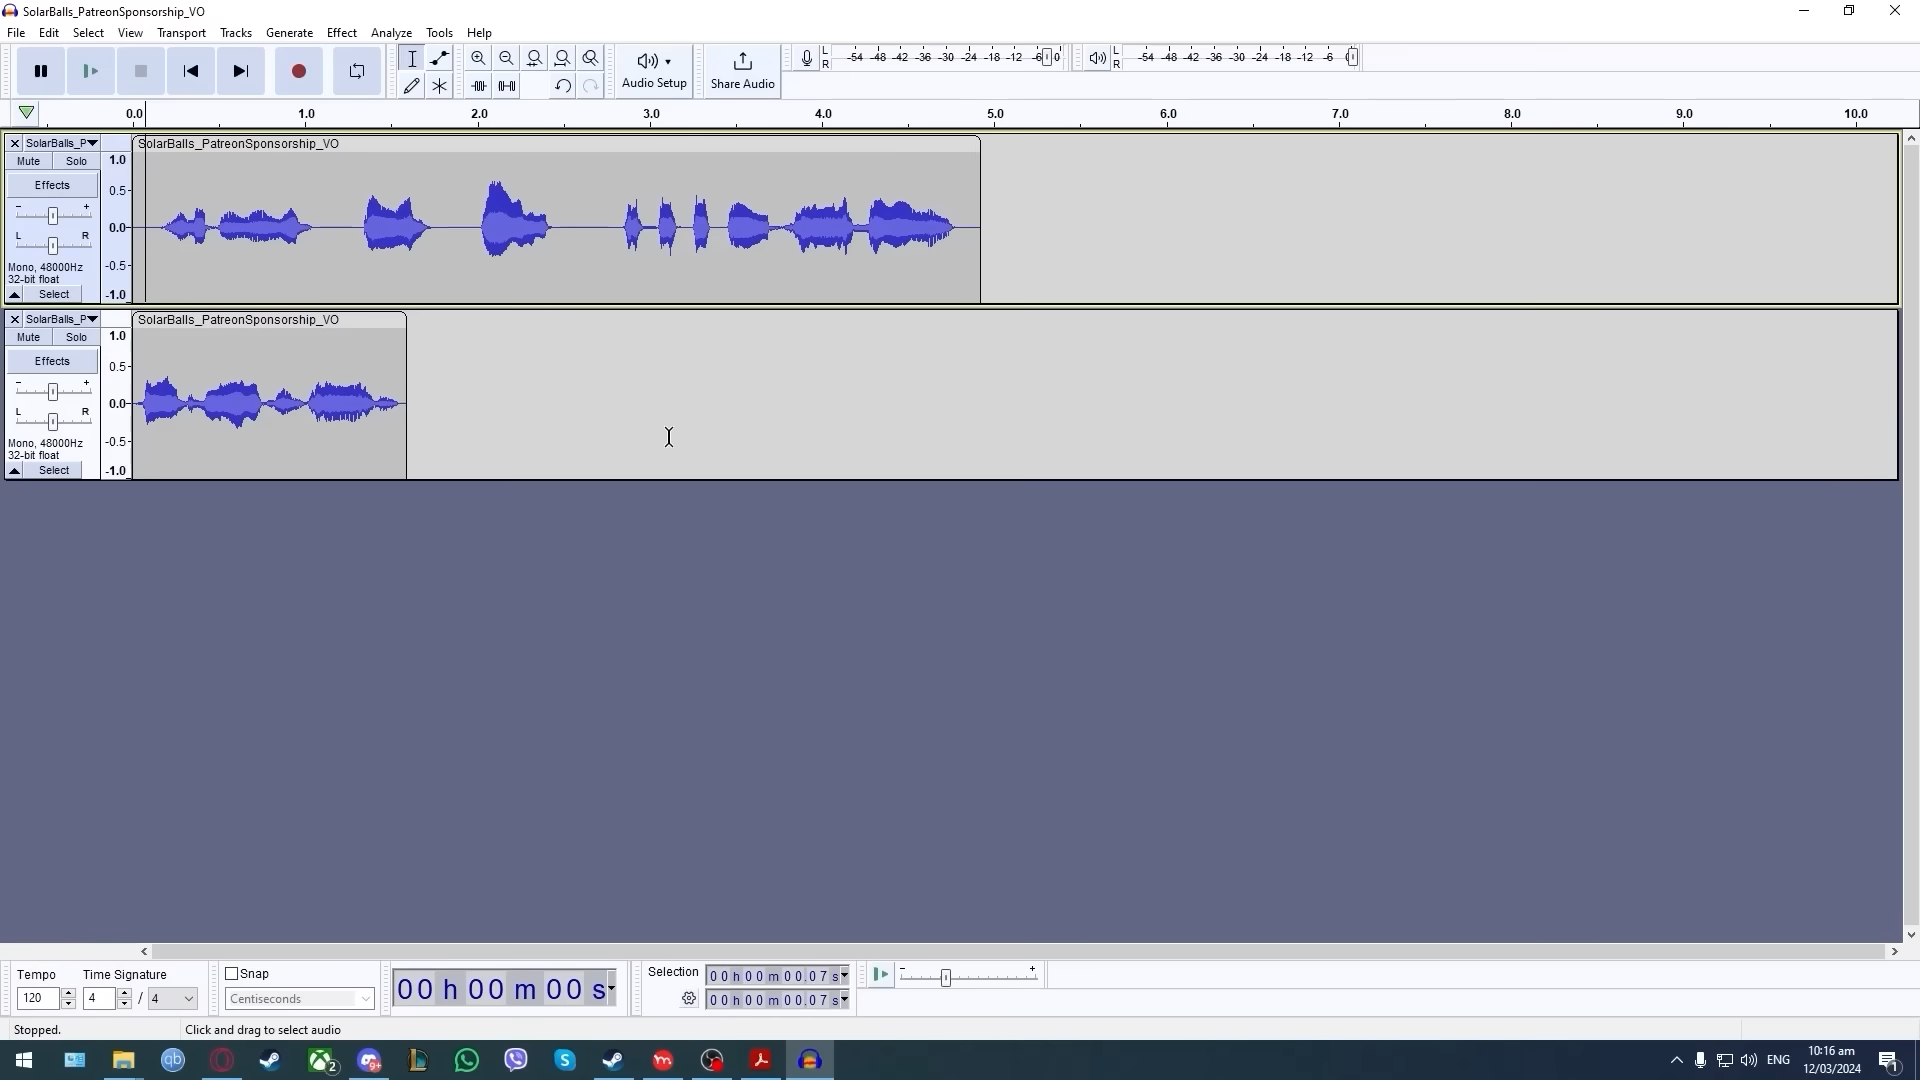 SolarBalls_PatreonSponsorship_VO
File Edit Select View Transport Tracks Generate Effect Analyze Tools Help
Audio Setup
Share Audio
L R -54 -48 -42 -36 -30 -24 -18 -12 -6 0
L R -54 -48 -42 -36 -30 -24 -18 -12 -6 0
0.0 1.0 2.0 3.0 4.0 5.0 6.0 7.0 8.0 9.0 10.0
SolarBalls_P
SolarBalls_PatreonSponsorship_VO
Mute Solo
Effects
- +
L R
Mono, 48000Hz
32-bit float
Select
1.0
0.5
0.0
-0.5
-1.0
SolarBalls_P
SolarBalls_PatreonSponsorship_VO
Mute Solo
Effects
- +
L R
Mono, 48000Hz
32-bit float
Select
1.0
0.5
0.0
-0.5
-1.0
Tempo
120
Time Signature
4 / 4
Snap
Centiseconds
00 h 00 m 00 s
Selection
00 h 00 m 00.07 s
00 h 00 m 00.07 s
Stopped.
Click and drag to select audio
qb
2
9+
ENG
10:16 am
12/03/2024
1